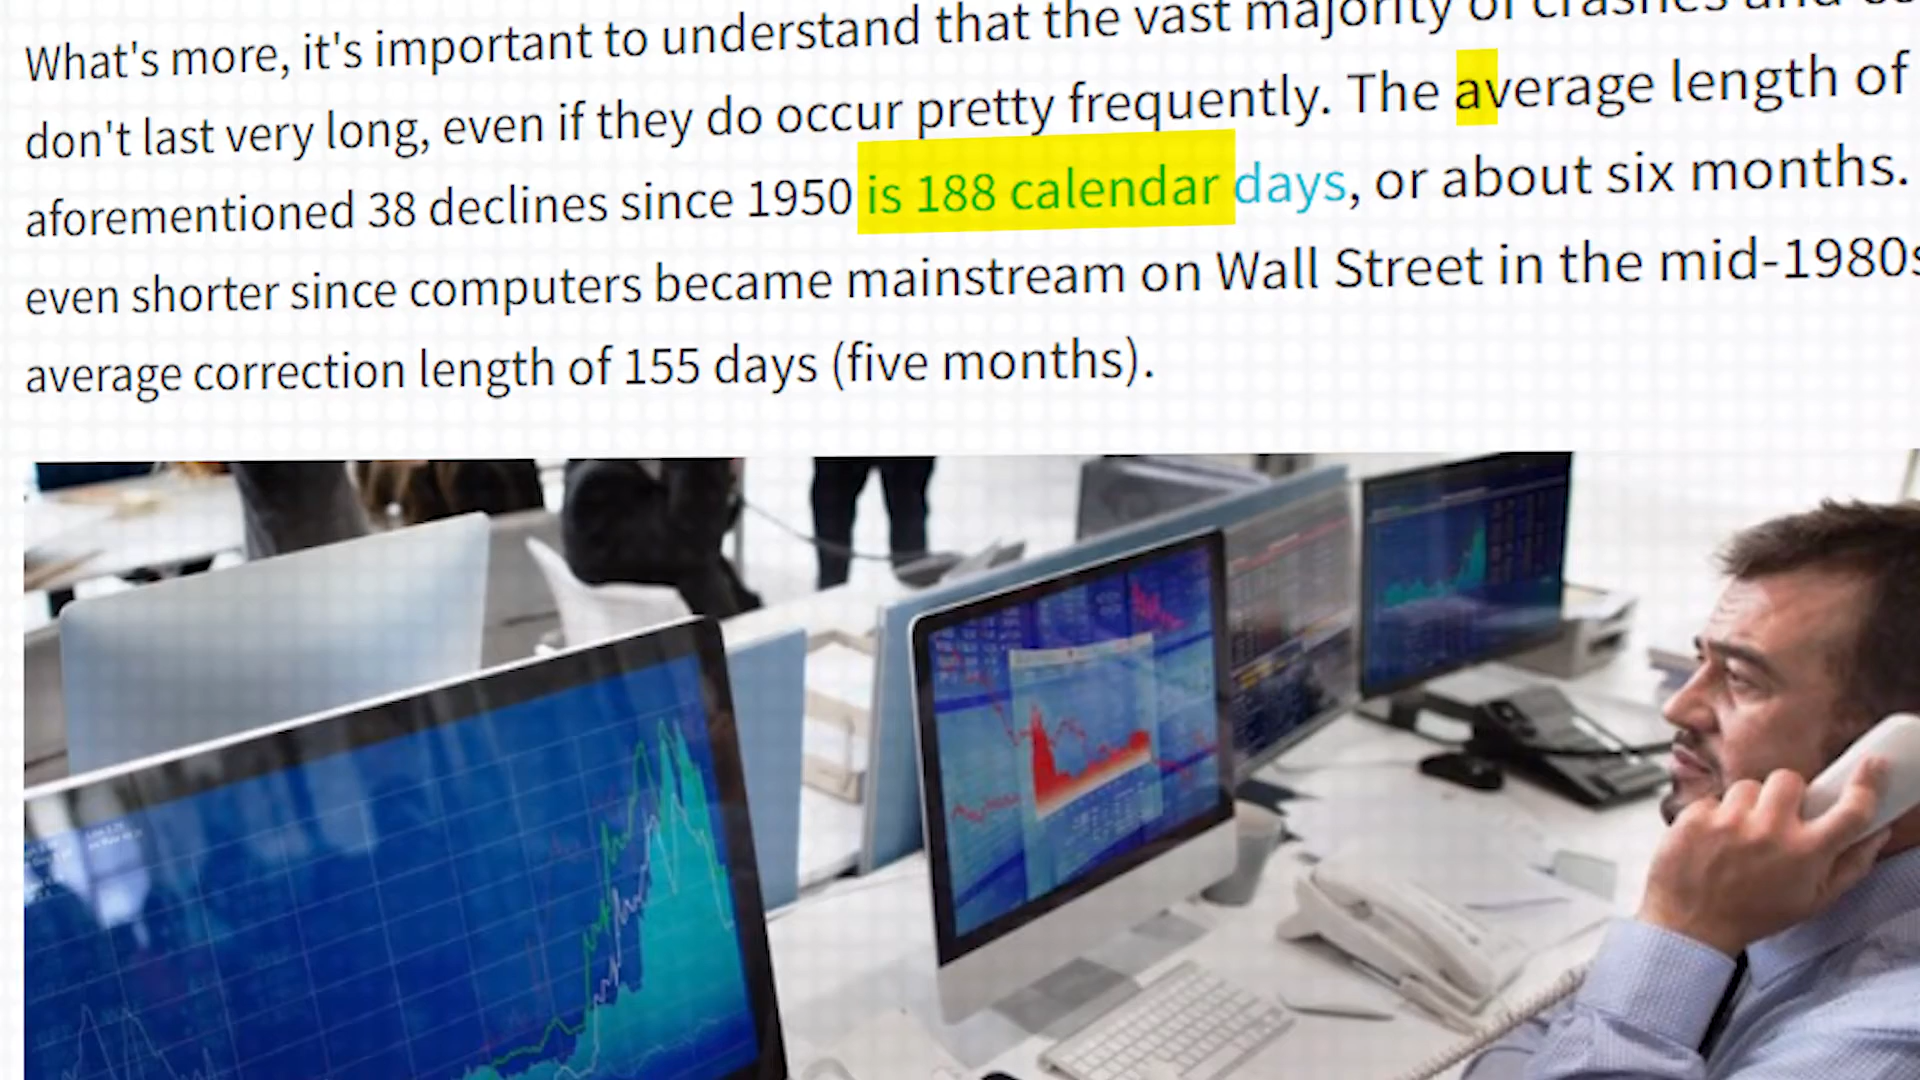 What's more, it's important to understand that the vast majority of crashes and
don't last very long, even if they do occur pretty frequently. The average length of
aforementioned 38 declines since 1950 is 188 calendar days, or about six months.
even shorter since computers became mainstream on Wall Street in the mid-1980s
average correction length of 155 days (five months).